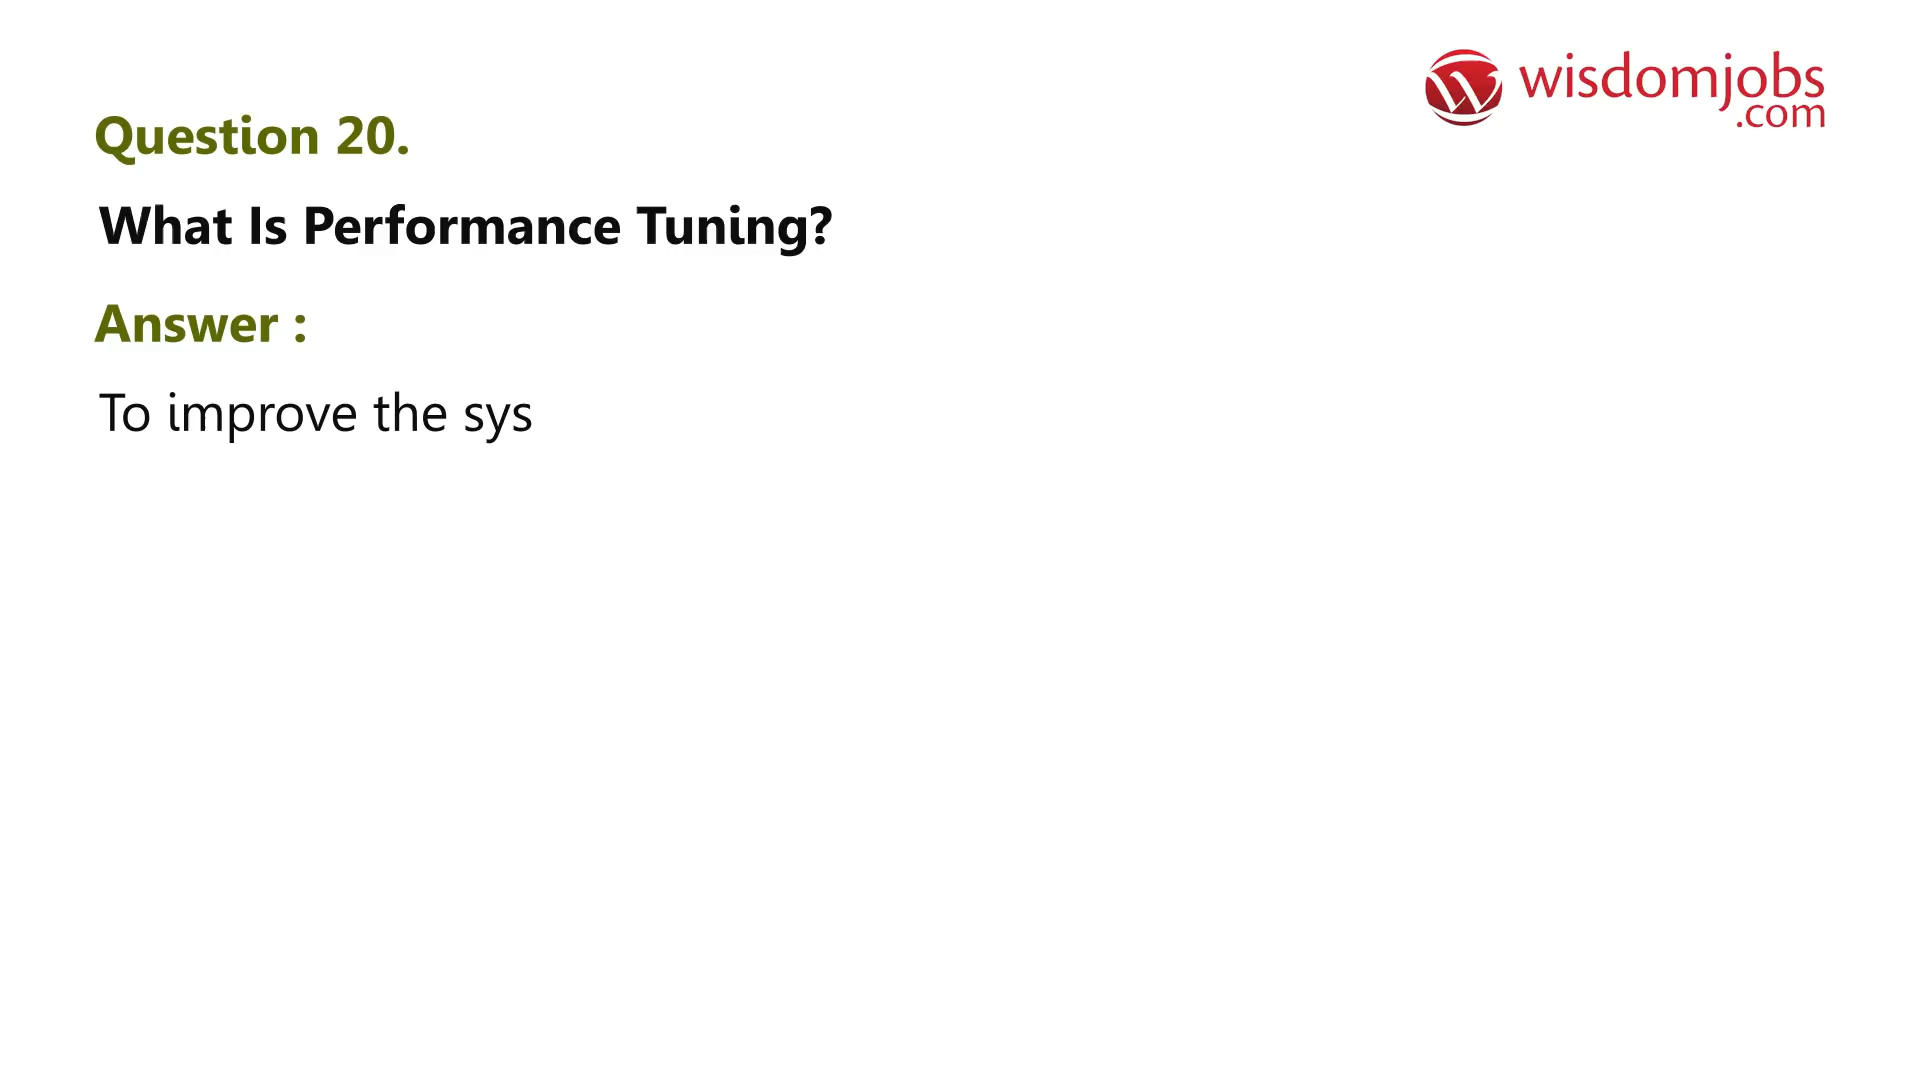 wisdomjobs
.com
Question 20.
What Is Performance Tuning?
Answer :
To improve the sys